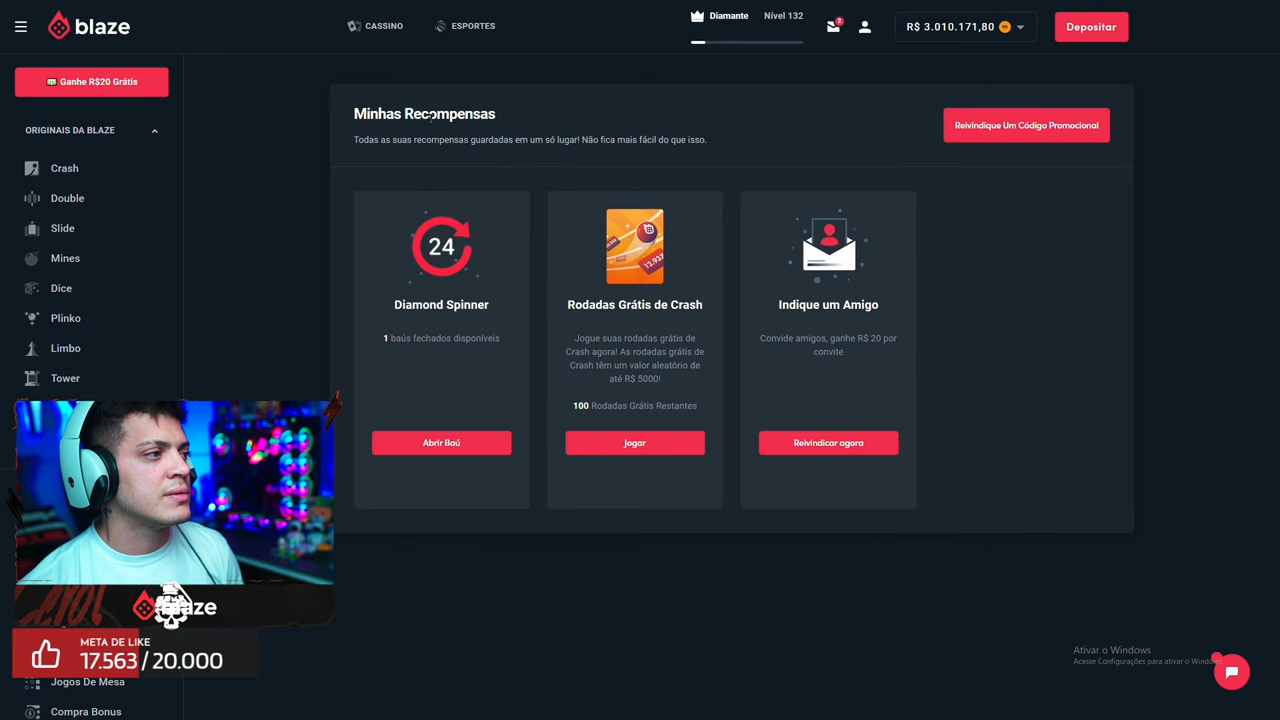 blaze
CASSINO
ESPORTES
Diamante
Nível 132
2
R$ 3.010.171,80
R$
Depositar
Ganhe R$20 Grátis
ORIGINAIS DA BLAZE
Crash
Double
Slide
Mines
Dice
Plinko
Limbo
Tower
Minhas Recompensas
Todas as suas recompensas guardadas em um só lugar! Não fica mais fácil do que isso.
Reivindique Um Código Promocional
24
Diamond Spinner
1 baús fechados disponíveis
Abrir Baú
Rodadas Grátis de Crash
Jogue suas rodadas grátis de
Crash agora! As rodadas grátis de
Crash têm um valor aleatório de
até R$ 5000!
100 Rodadas Grátis Restantes
Jogar
Indique um Amigo
Convide amigos, ganhe R$ 20 por
convite
Reivindicar agora
blaze
META DE LIKE
17.563 / 20.000
Jogos De Mesa
Compra Bonus
Ativar o Windows
Acesse Configurações para ativar o Windows.